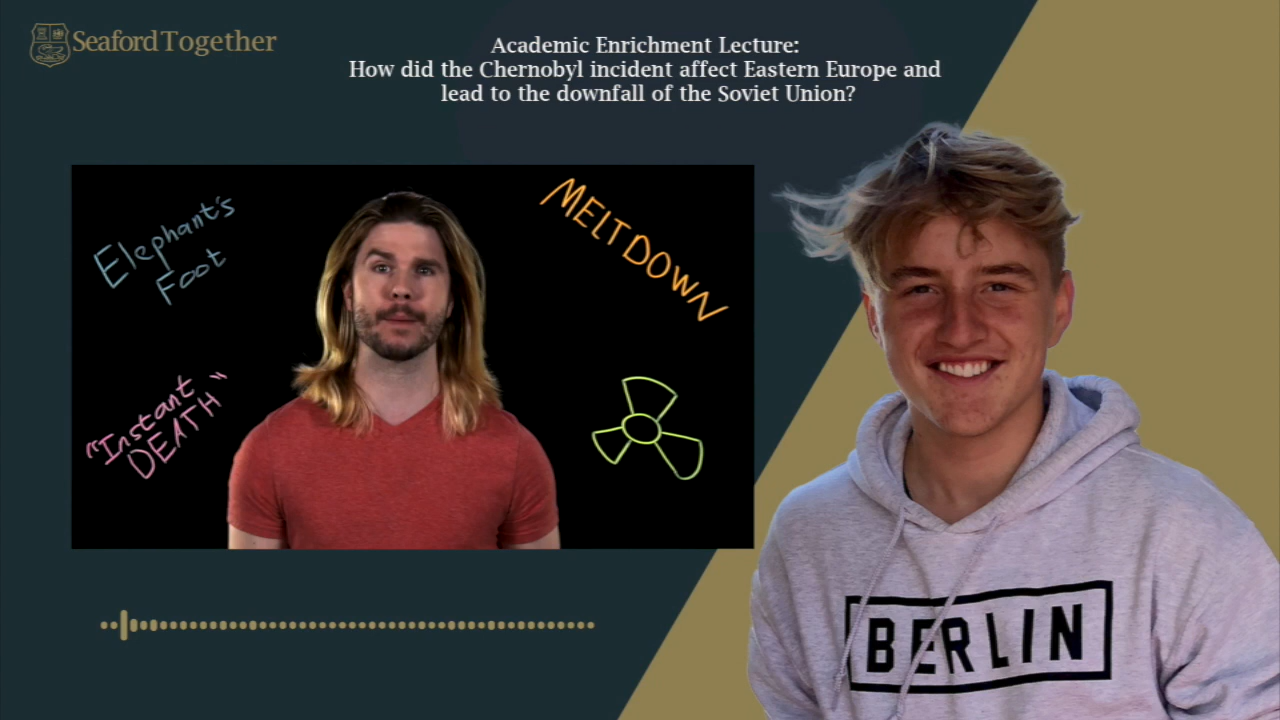 Seaford Together
Academic Enrichment Lecture:
How did the Chernobyl incident affect Eastern Europe and
lead to the downfall of the Soviet Union?
Elephant's
Foot
MELTDOWN
"Instant
DEATH"
BERLIN